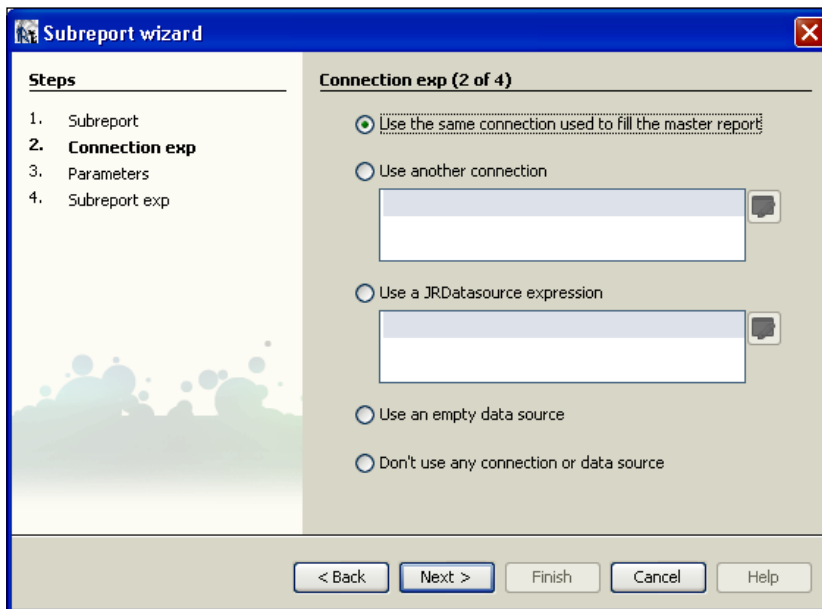 Subreport wizard
Steps
1. Subreport
2. Connection exp
3. Parameters
4. Subreport exp
Connection exp (2 of 4)
Use the same connection used to fill the master report
Use another connection
Use a JRDatasource expression
Use an empty data source
Don't use any connection or data source
< Back Next > Finish Cancel Help